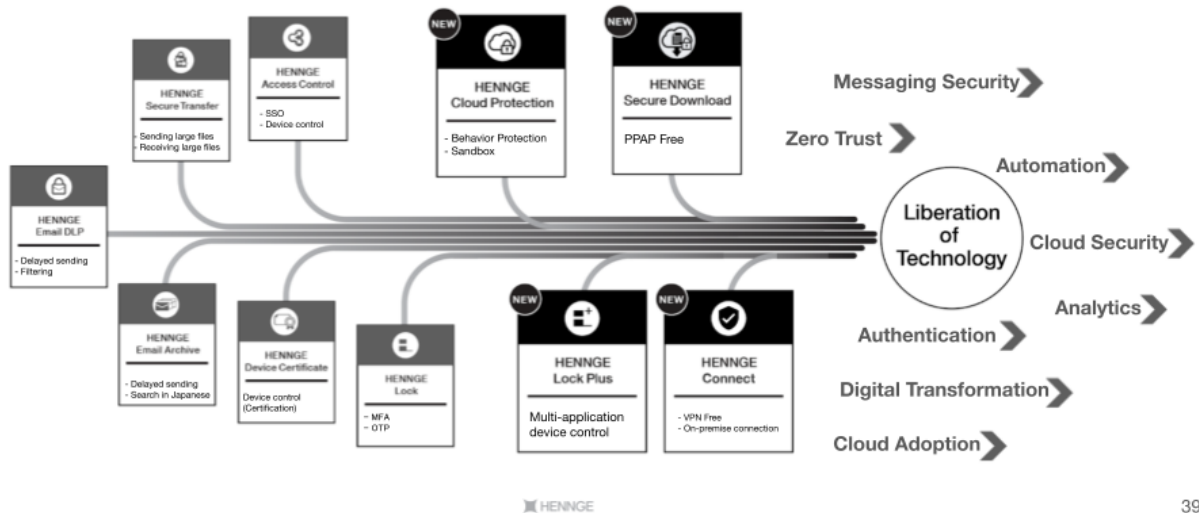 HENNGE
Email DLP
- Delayed sending
- Filtering
HENNGE
Secure Transfer
- Sending large files
- Receiving large files
HENNGE
Access Control
- SSO
- Device control
NEW
HENNGE
Cloud Protection
- Behavior Protection
- Sandbox
NEW
HENNGE
Secure Download
PPAP Free
HENNGE
Email Archive
- Delayed sending
- Search in Japanese
HENNGE
Device Certificate
Device control
(Certification)
HENNGE
Lock
- MFA
- OTP
NEW
HENNGE
Lock Plus
Multi-application
device control
NEW
HENNGE
Connect
- VPN Free
- On-premise connection
Liberation
of
Technology
Messaging Security
Zero Trust
Automation
Cloud Security
Analytics
Authentication
Digital Transformation
Cloud Adoption
HENNGE
39